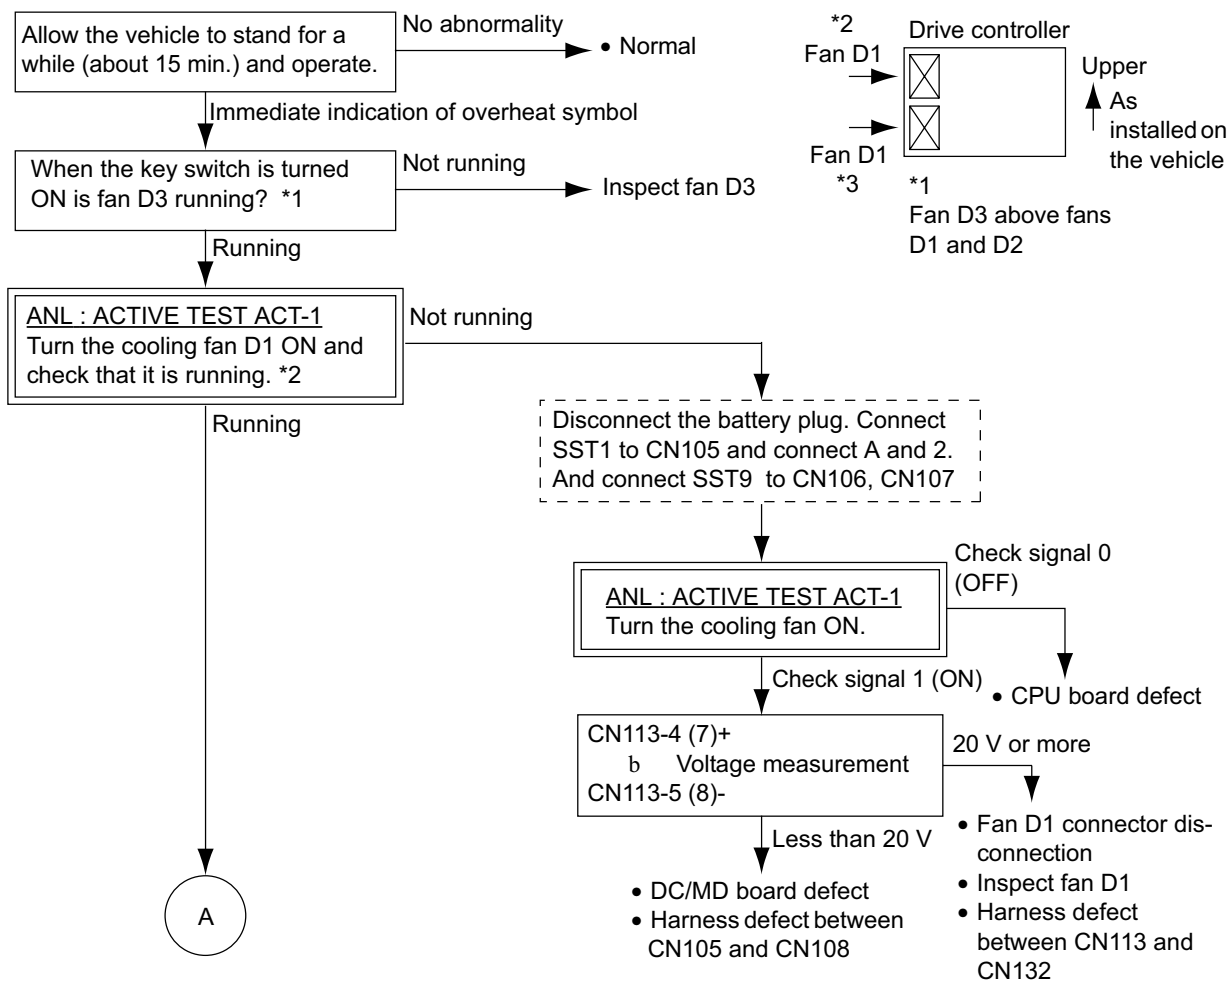 Allow the vehicle to stand for a
while (about 15 min.) and operate.
No abnormality
• Normal
Immediate indication of overheat symbol
When the key switch is turned
ON is fan D3 running? *1
Not running
Inspect fan D3
Running
ANL : ACTIVE TEST ACT-1
Turn the cooling fan D1 ON and
check that it is running. *2
Not running
Running
A
*2
Fan D1
Drive controller
Fan D1
*3
*1
Fan D3 above fans
D1 and D2
Upper
As
installed on
the vehicle
Disconnect the battery plug. Connect
SST1 to CN105 and connect A and 2.
And connect SST9 to CN106, CN107
ANL : ACTIVE TEST ACT-1
Turn the cooling fan ON.
Check signal 0
(OFF)
• CPU board defect
Check signal 1 (ON)
CN113-4 (7)+
b Voltage measurement
CN113-5 (8)-
20 V or more
• Fan D1 connector dis-
connection
• Inspect fan D1
• Harness defect
between CN113 and
CN132
Less than 20 V
• DC/MD board defect
• Harness defect between
CN105 and CN108